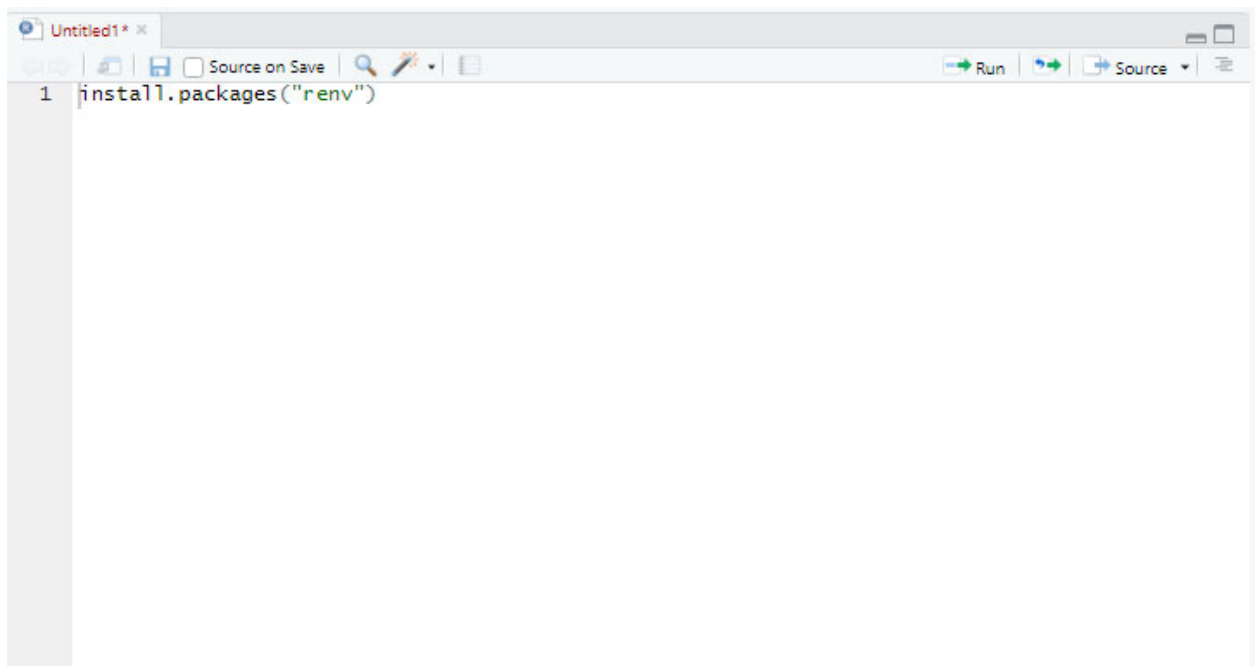 Untitled1*
Source on Save
Run
Source
1 install.packages("renv")